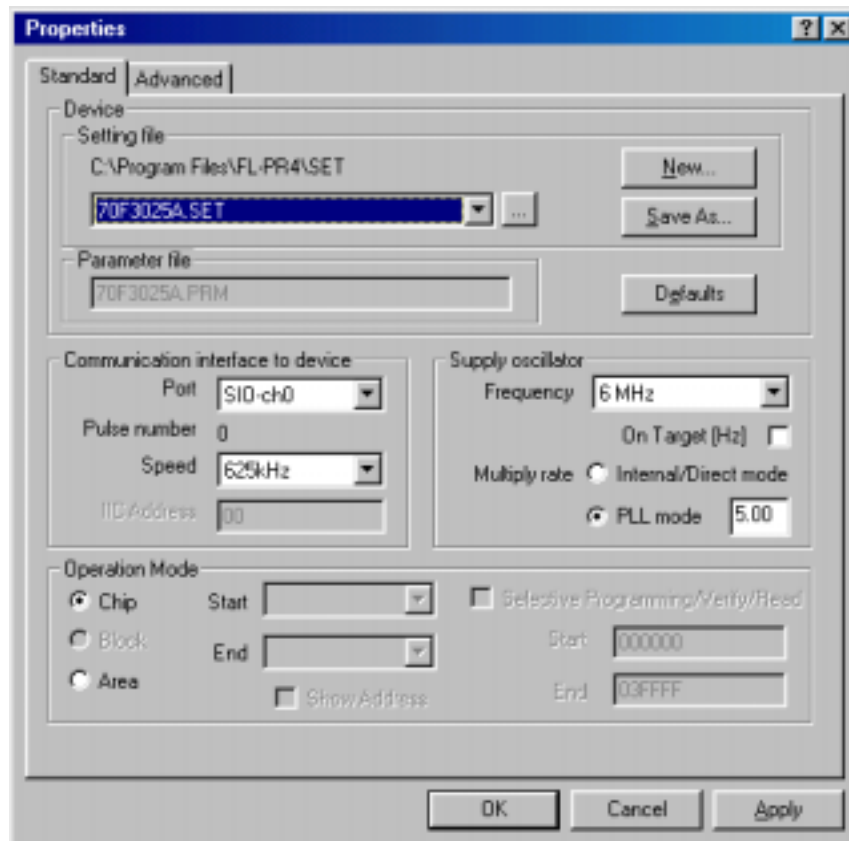 Properties
Standard Advanced
Device
Setting file
C:\Program Files\FL-PR4\SET
New...
70F3025A.SET ...
Save As...
Parameter file
70F3025A.PRM
Defaults
Communication interface to device
Port SIO-ch0
Pulse number 0
Speed 625kHz
IIC Address 00
Supply oscillator
Frequency 6 MHz
On Target [Hz]
Multiply rate Internal/Direct mode
PLL mode 5.00
Operation Mode
Chip Start
Block
End
Area
Show Address
Selective Programming/Verify/Read
Start 000000
End 03FFFF
OK Cancel Apply